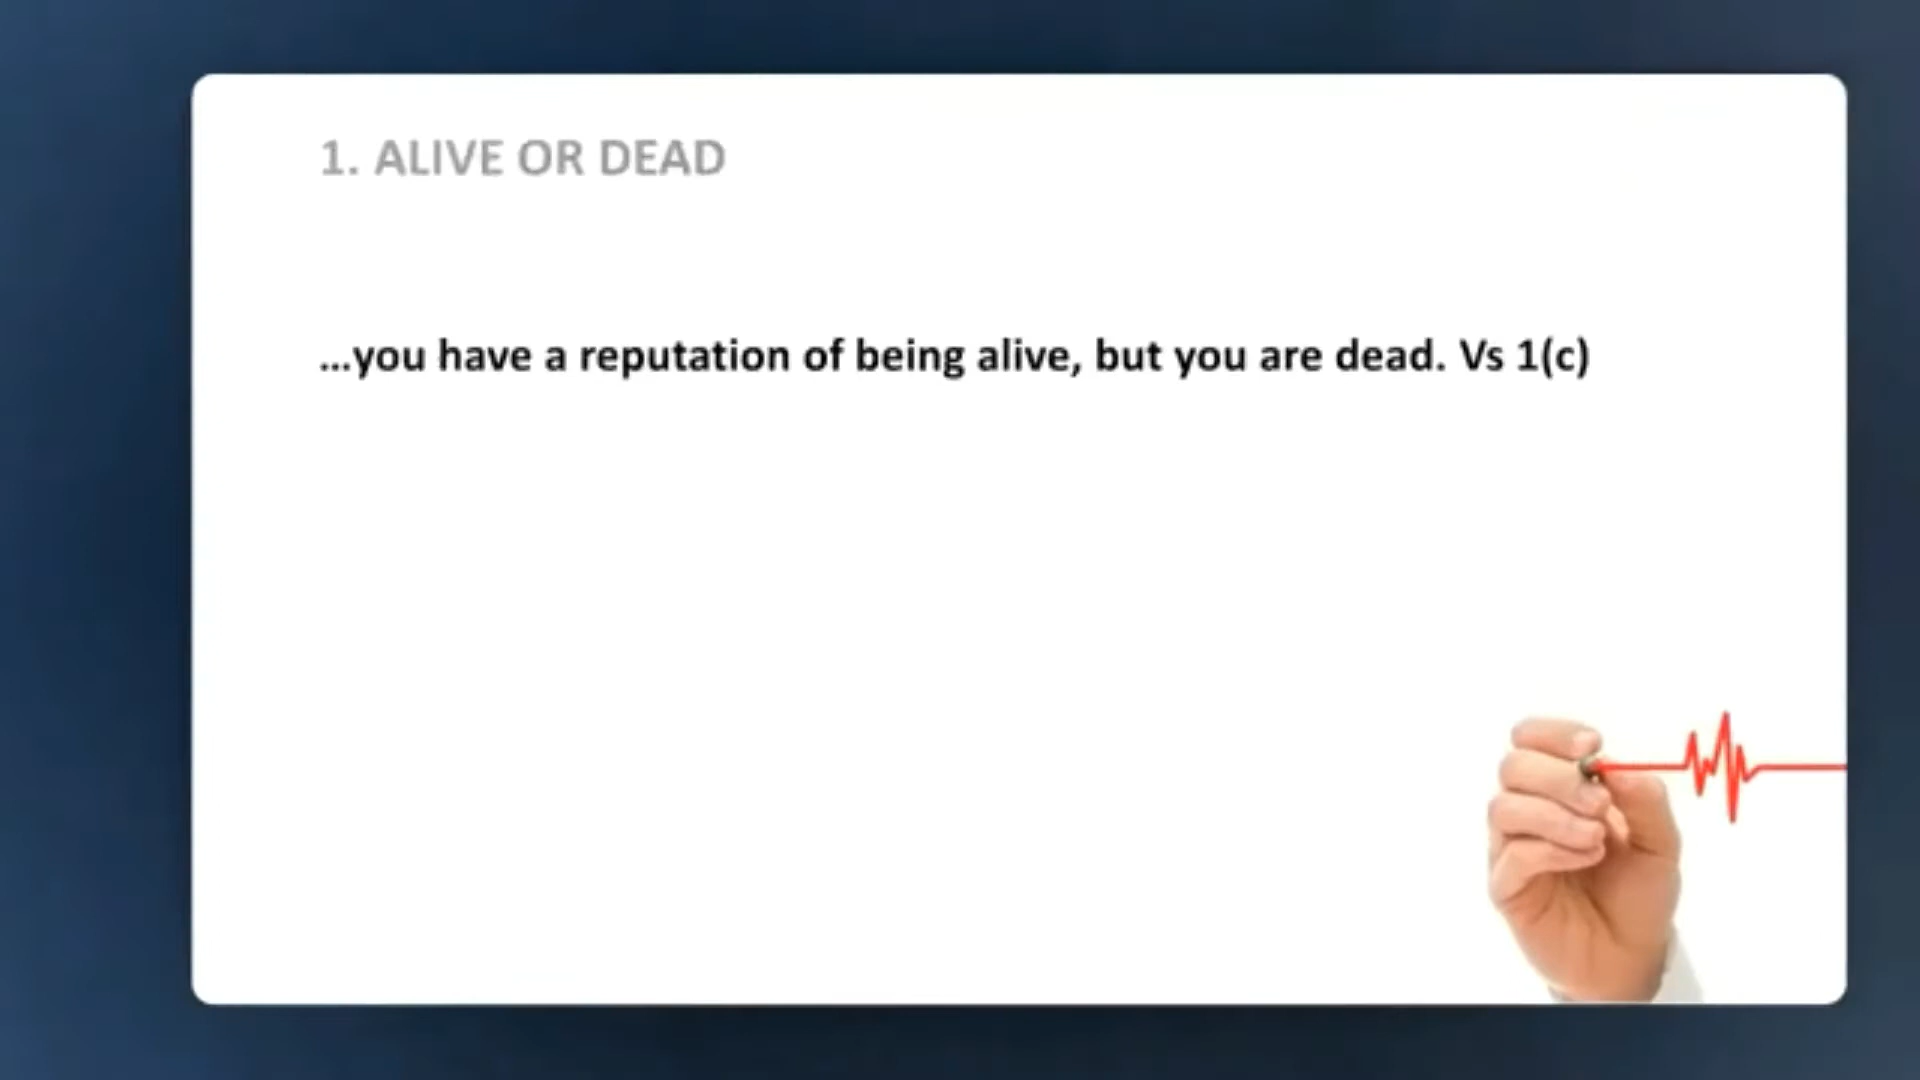 1. ALIVE OR DEAD
...you have a reputation of being alive, but you are dead. Vs 1(c)